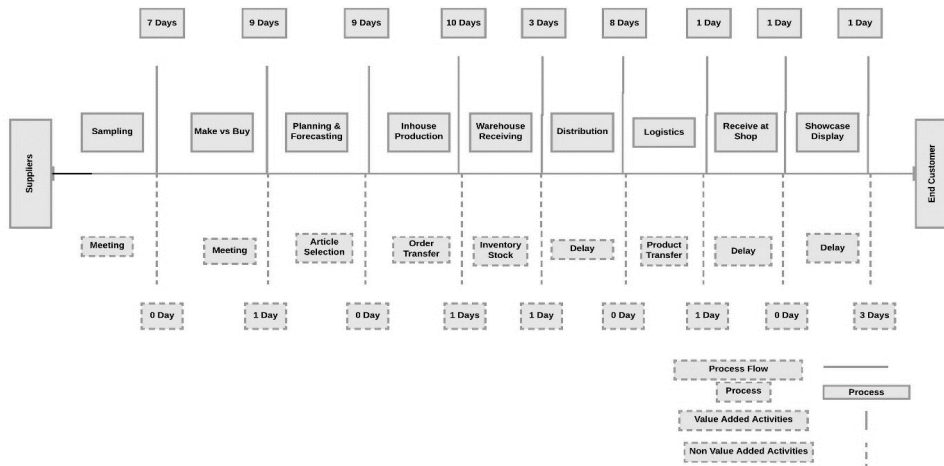 7 Days
9 Days
9 Days
10 Days
3 Days
8 Days
1 Day
1 Day
1 Day
Suppliers
Sampling
Make vs Buy
Planning &
Forecasting
Inhouse
Production
Warehouse
Receiving
Distribution
Logistics
Receive at
Shop
Showcase
Display
End Customer
Meeting
Meeting
Article
Selection
Order
Transfer
Inventory
Stock
Delay
Product
Transfer
Delay
Delay
0 Day
1 Day
0 Day
1 Days
1 Day
0 Day
1 Day
0 Day
3 Days
Process Flow
Process
Process
Value Added Activities
Non Value Added Activities